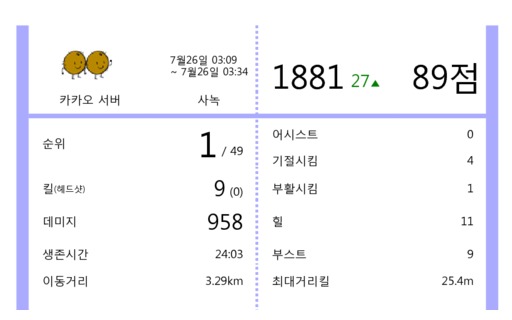 7월26일 03:09
~ 7월26일 03:34
카카오 서버
사녹
1881 27▲ 89점
순위 1 / 49
킬(헤드샷) 9 (0)
데미지 958
생존시간 24:03
이동거리 3.29km
어시스트 0
기절시킴 4
부활시킴 1
힐 11
부스트 9
최대거리킬 25.4m